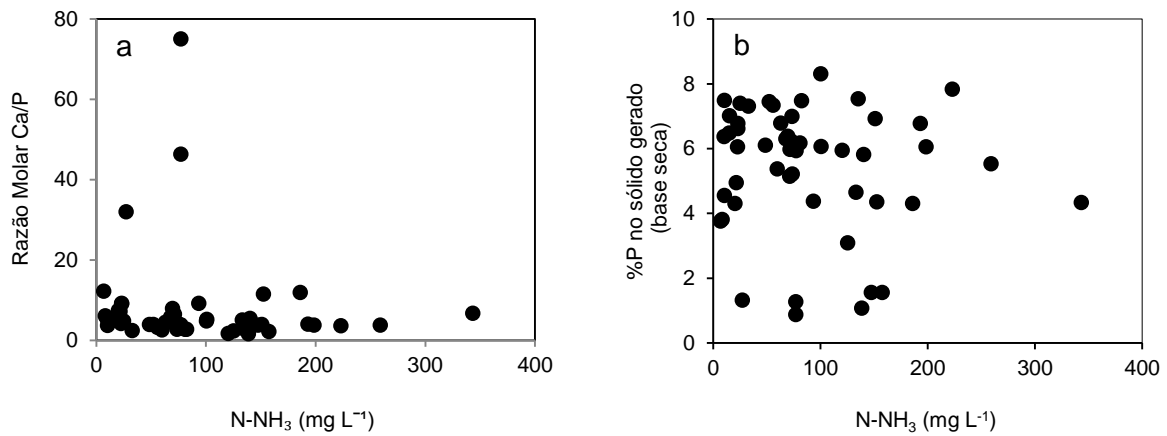 a
80
60
40
20
0
0 100 200 300 400
Razão Molar Ca/P
N-NH₃ (mg L⁻¹)
b
10
8
6
4
2
0
0 100 200 300 400
%P no sólido gerado
(base seca)
N-NH₃ (mg L⁻¹)